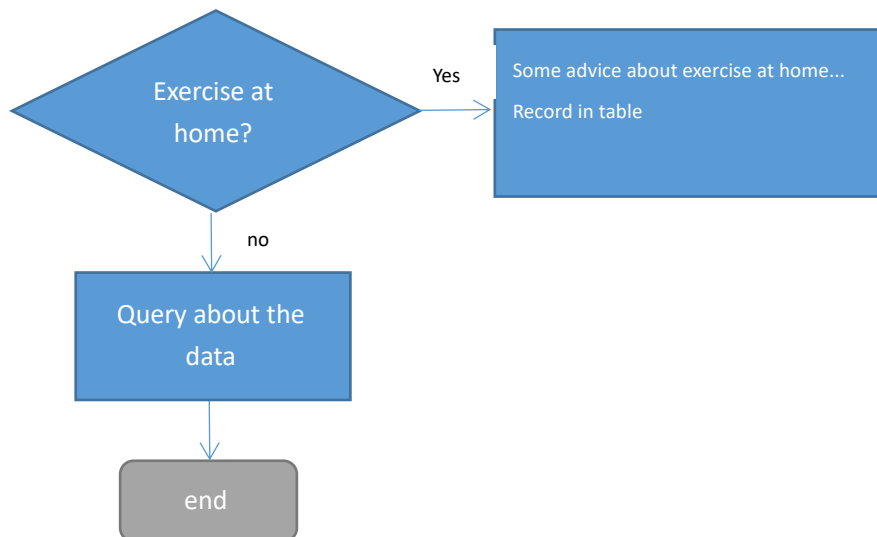 Exercise at
home?
Yes
Some advice about exercise at home...
Record in table
no
Query about the
data
end